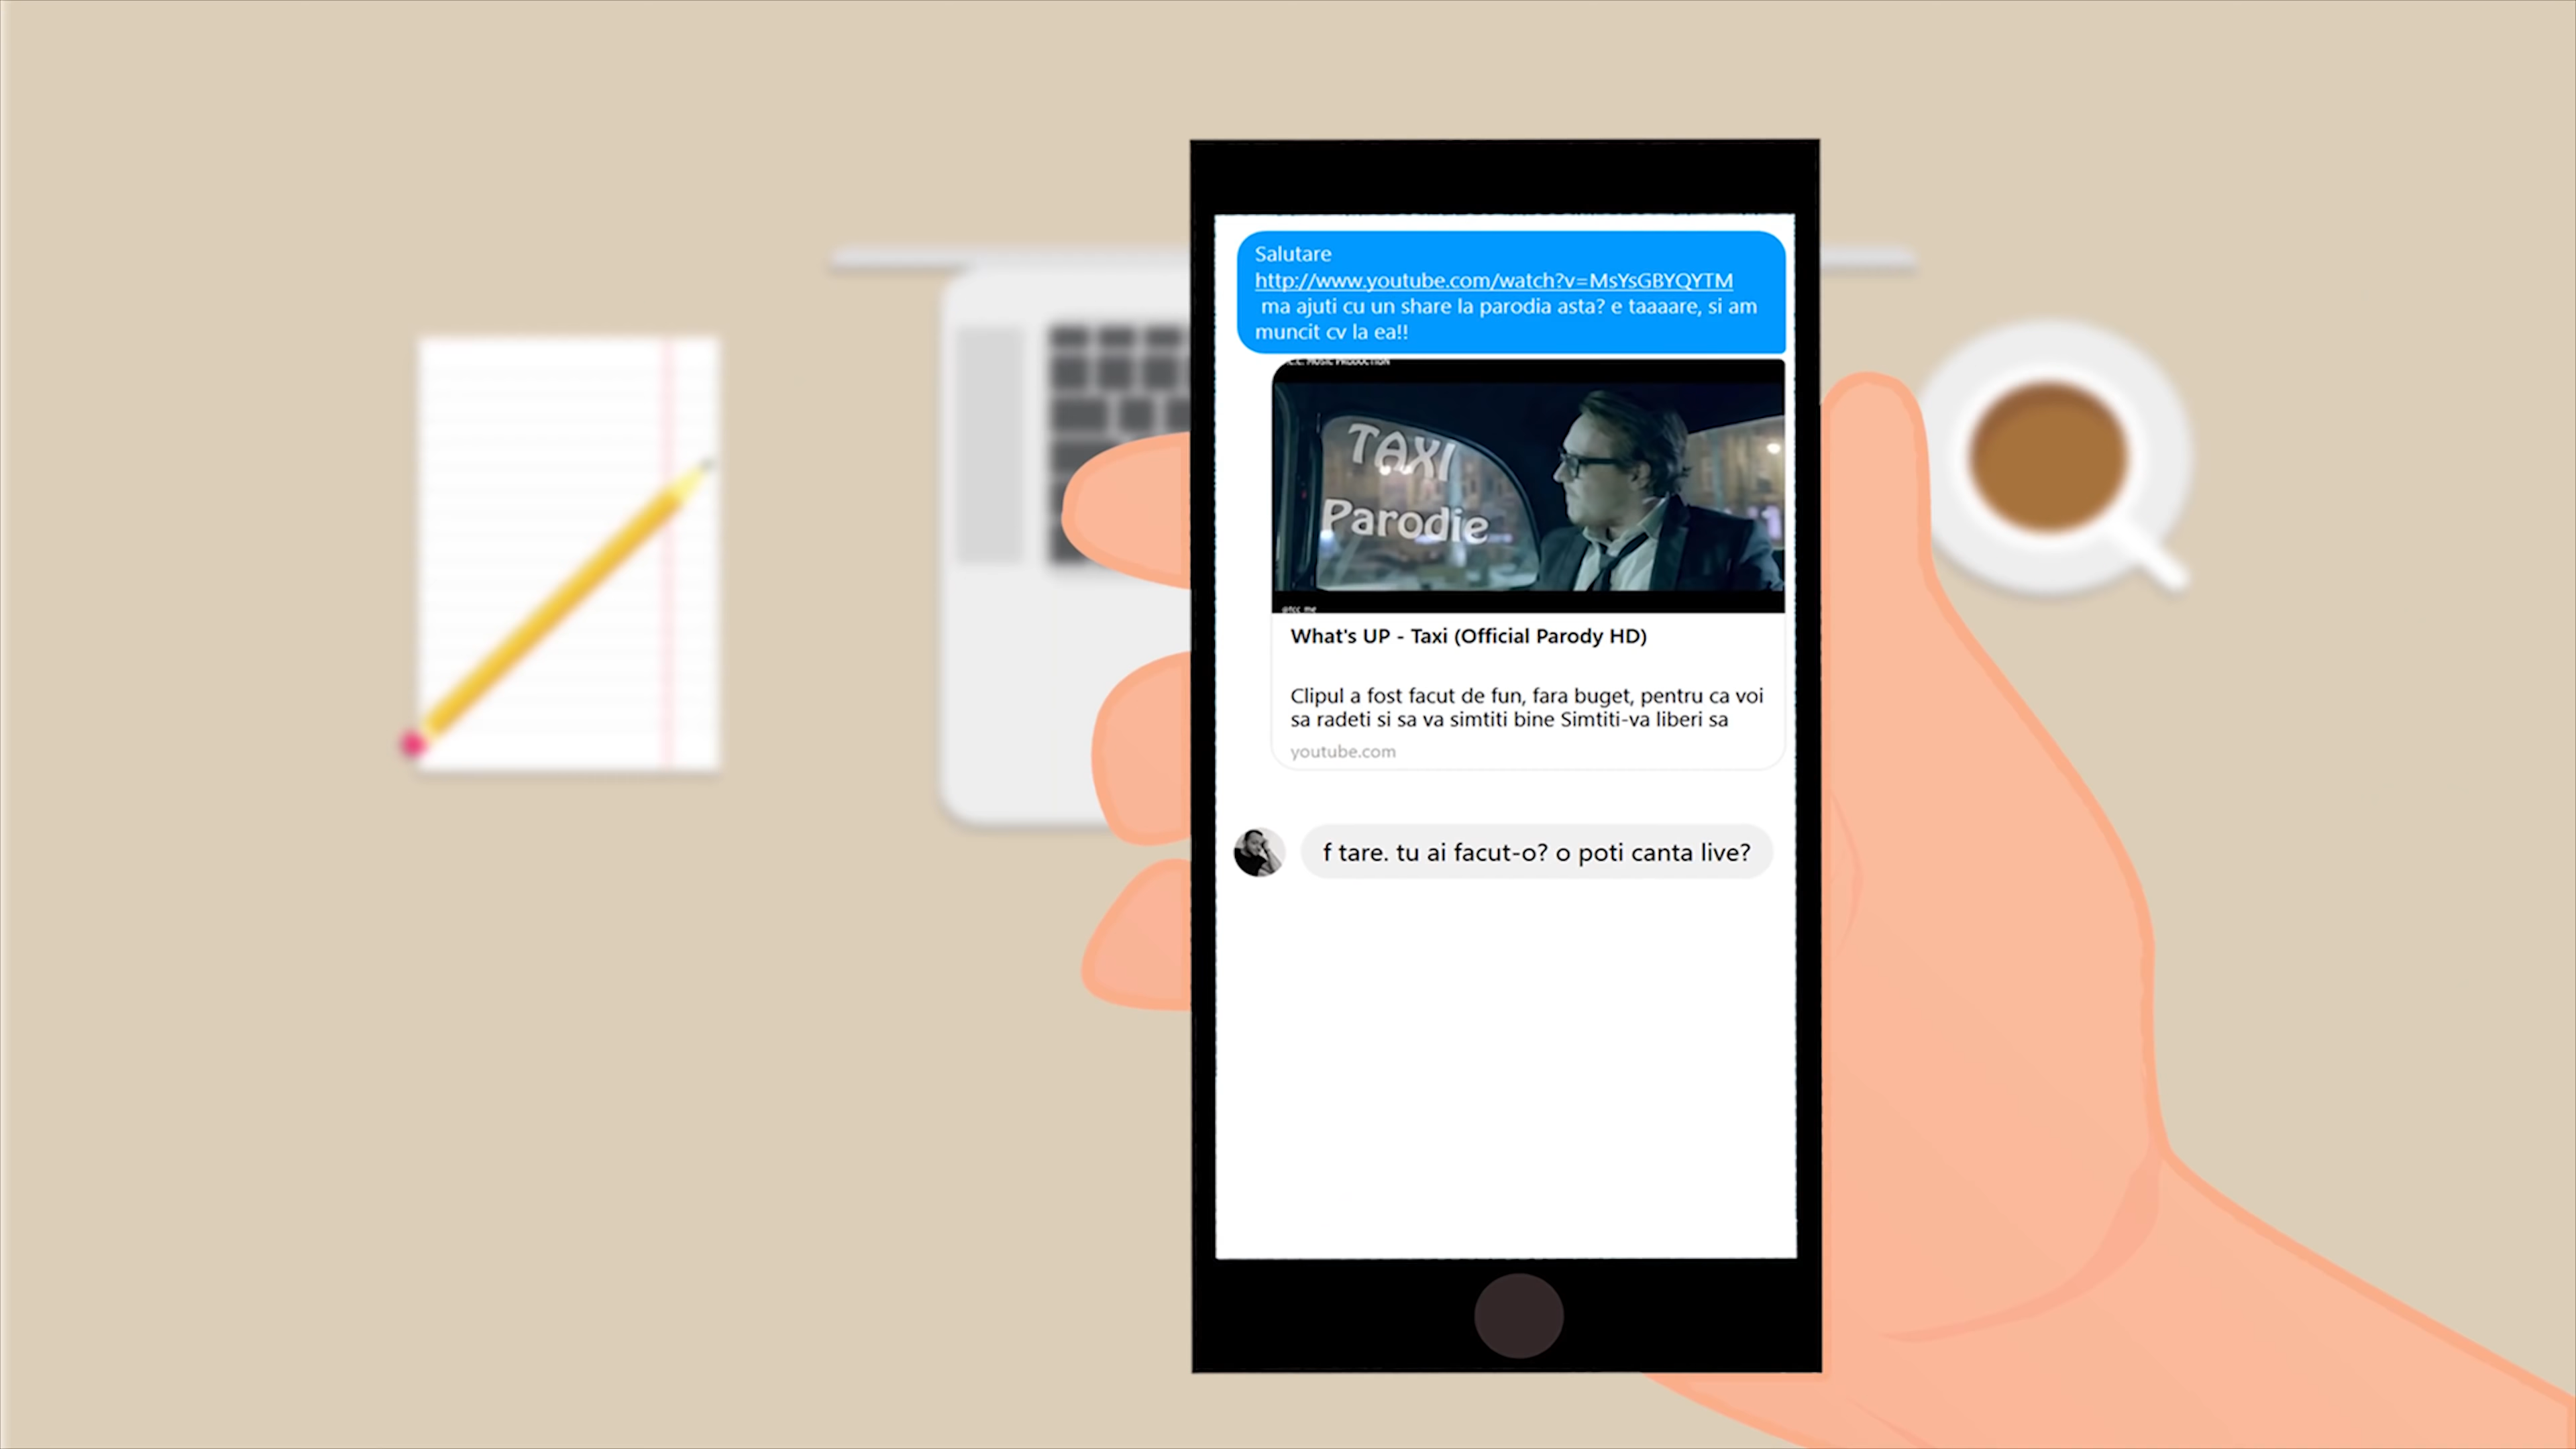 Salutare
http://www.youtube.com/watch?v=MsYsGBYQYTM
ma ajuti cu un share la parodia asta? e taaaare, si am
muncit cv la ea!!
MUSIC PRODUCTION
TAXI
Parodie
@tcc_me
What's UP - Taxi (Official Parody HD)
Clipul a fost facut de fun, fara buget, pentru ca voi
sa radeti si sa va simtiti bine Simtiti-va liberi sa
youtube.com
f tare. tu ai facut-o? o poti canta live?